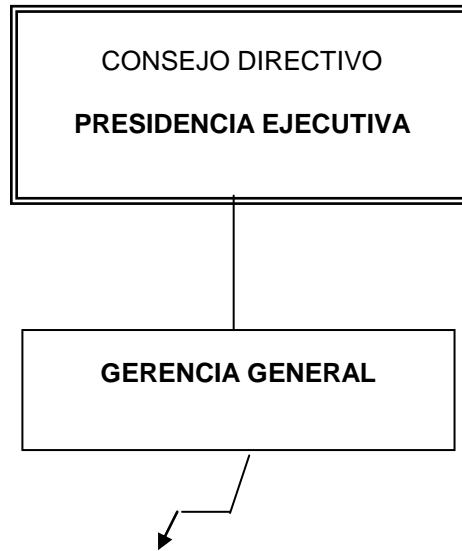 CONSEJO DIRECTIVO
PRESIDENCIA EJECUTIVA
GERENCIA GENERAL